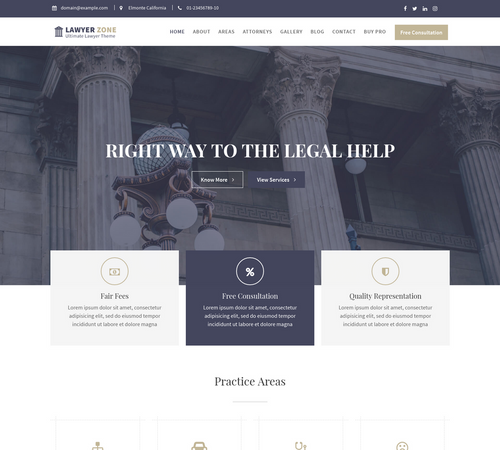 domain@example.com
Elmonte California
01-23456789-10
LAWYER ZONE
Ultimate Lawyer Theme
HOME
ABOUT
AREAS
ATTORNEYS
GALLERY
BLOG
CONTACT
BUY PRO
Free Consultation
RIGHT WAY TO THE LEGAL HELP
Know More
View Services
Fair Fees
Lorem ipsum dolor sit amet, consectetur
adipisicing elit, sed do eiusmod tempor
incididunt ut labore et dolore magna
Free Consultation
Lorem ipsum dolor sit amet, consectetur
adipisicing elit, sed do eiusmod tempor
incididunt ut labore et dolore magna
Quality Representation
Lorem ipsum dolor sit amet, consectetur
adipisicing elit, sed do eiusmod tempor
incididunt ut labore et dolore magna
Practice Areas